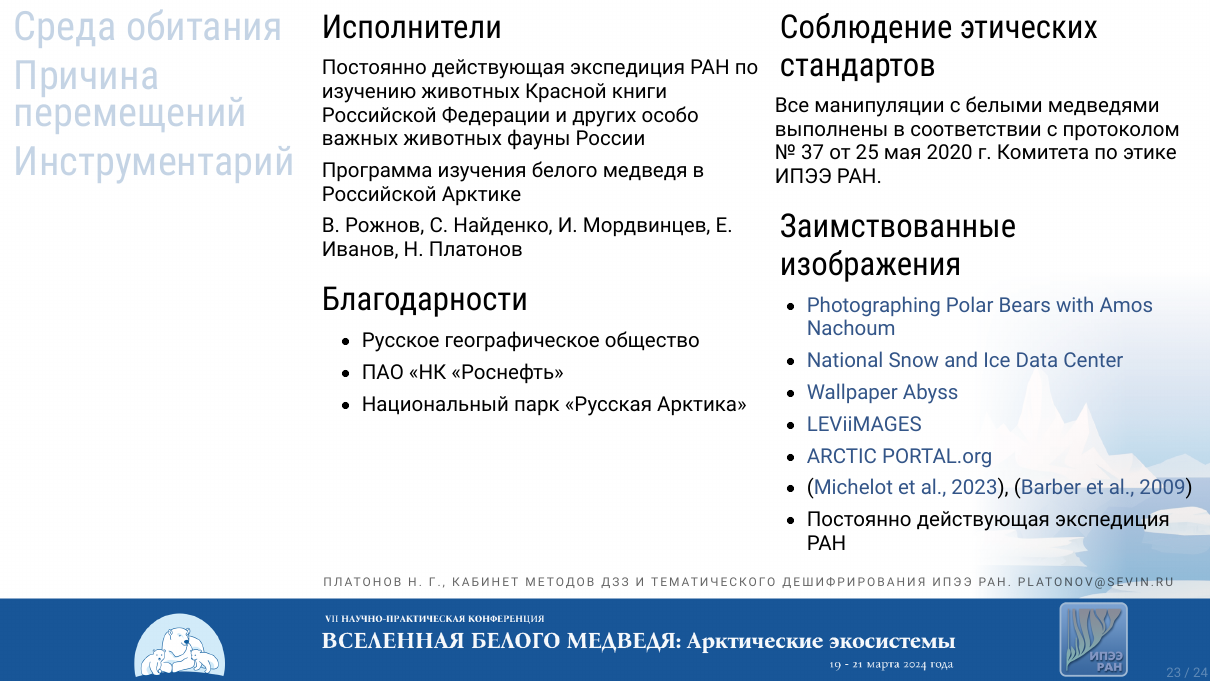 Среда обитания
Причина
перемещений
Инструментарий
Исполнители
Постоянно действующая экспедиция РАН по
изучению животных Красной книги
Российской Федерации и других особо
важных животных фауны России
Программа изучения белого медведя в
Российской Арктике
В. Рожнов, С. Найденко, И. Мордвинцев, Е.
Иванов, Н. Платонов
Благодарности
• Русское географическое общество
• ПАО «НК «Роснефть»
• Национальный парк «Русская Арктика»
Соблюдение этических
стандартов
Все манипуляции с белыми медведями
выполнены в соответствии с протоколом
№ 37 от 25 мая 2020 г. Комитета по этике
ИПЭЭ РАН.
Заимствованные
изображения
• Photographing Polar Bears with Amos
Nachoum
• National Snow and Ice Data Center
• Wallpaper Abyss
• LEViiMAGES
• ARCTIC PORTAL.org
• (Michelot et al., 2023), (Barber et al., 2009)
• Постоянно действующая экспедиция
РАН
ПЛАТОНОВ Н. Г., КАБИНЕТ МЕТОДОВ ДЗЗ И ТЕМАТИЧЕСКОГО ДЕШИФРИРОВАНИЯ ИПЭЭ РАН. PLATONOV@SEVIN.RU
VII НАУЧНО-ПРАКТИЧЕСКАЯ КОНФЕРЕНЦИЯ
ВСЕЛЕННАЯ БЕЛОГО МЕДВЕДЯ: Арктические экосистемы
19 - 21 марта 2024 года
ИПЭЭ
РАН
23 / 24